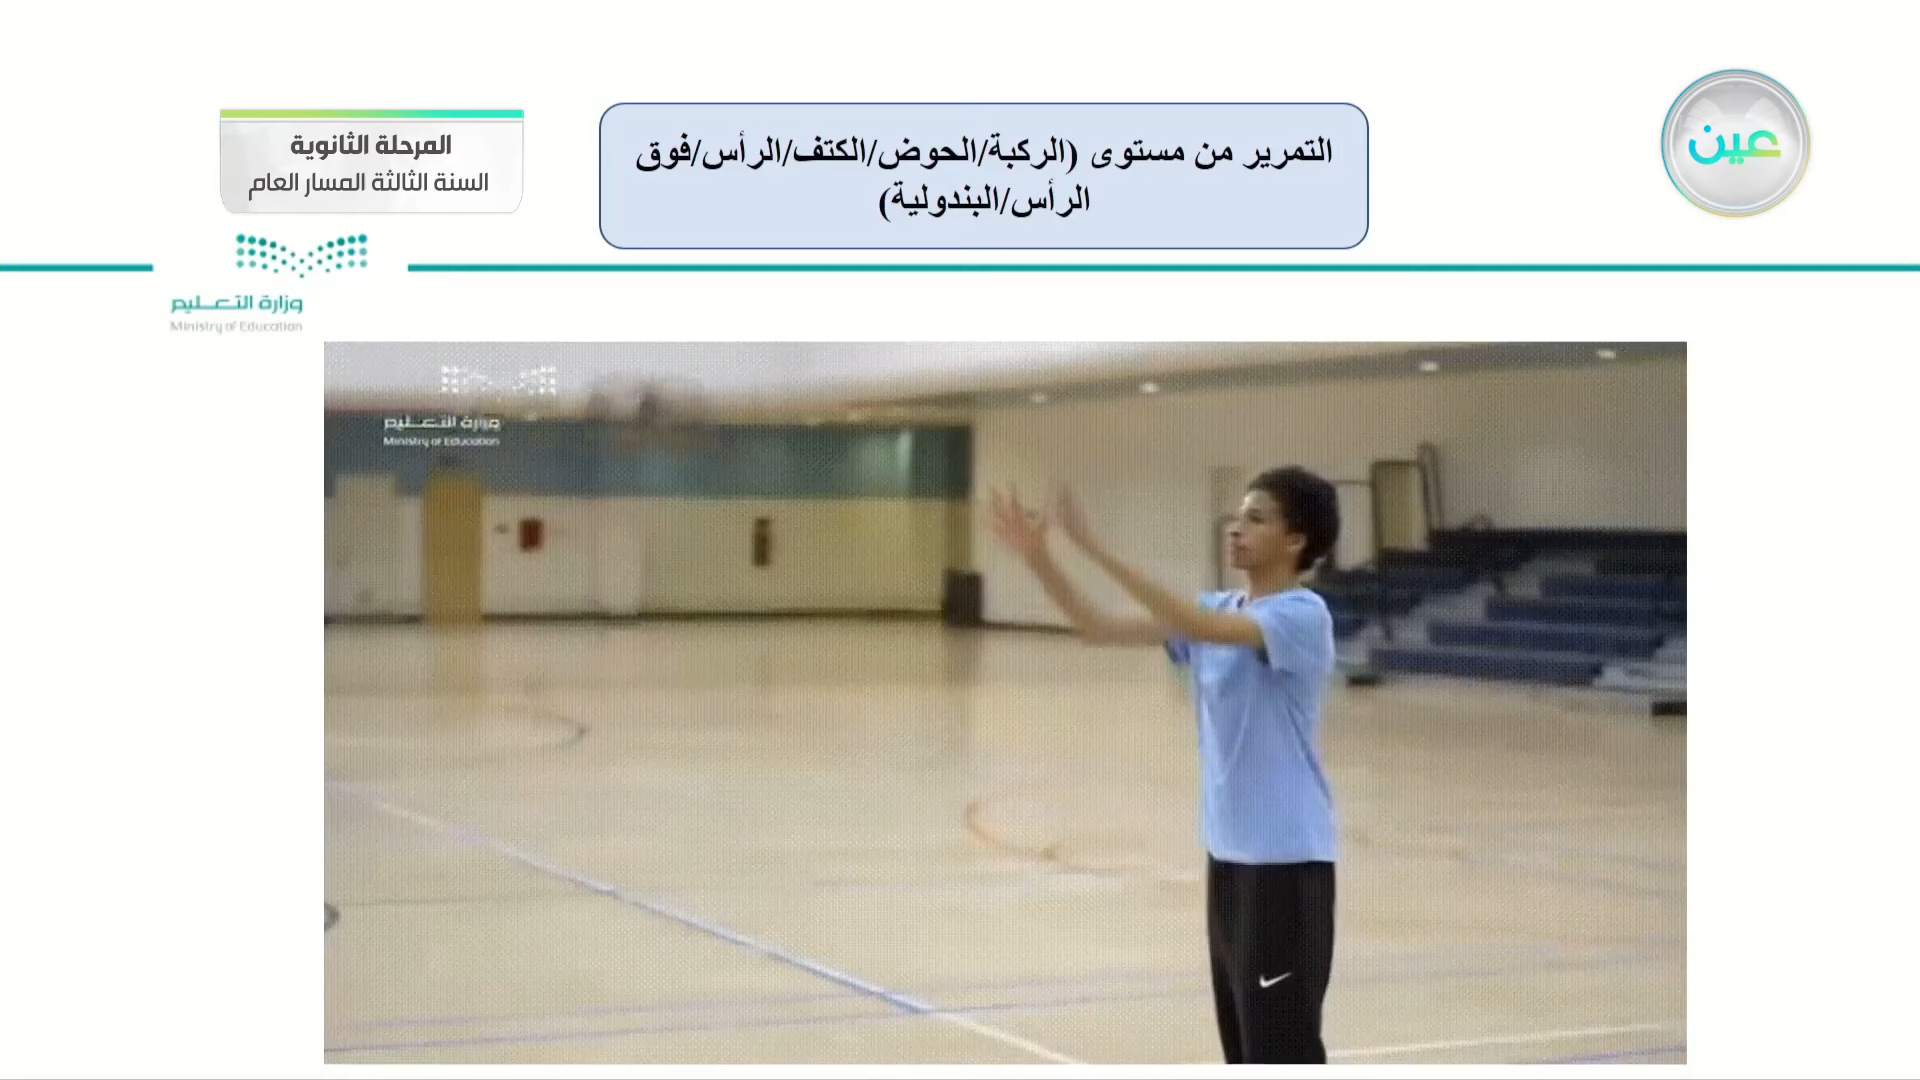 عين
التمرير من مستوى (الركبة/الحوض/الكتف/الرأس/فوق
الرأس/البندولية)
المرحلة الثانوية
السنة الثالثة المسار العام
وزارة التعليم
Ministry of Education
وزارة التعليم
Ministry of Education